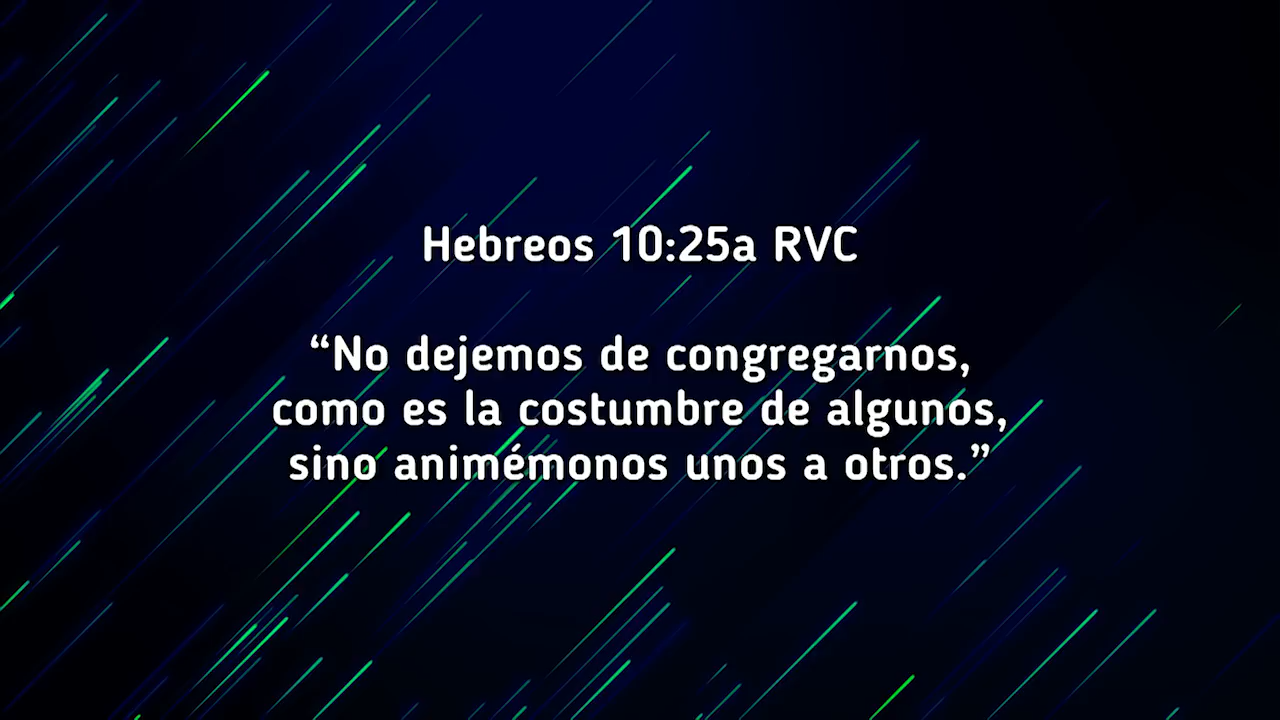 Hebreos 10:25a RVC
“No dejemos de congregarnos,
como es la costumbre de algunos,
sino animémonos unos a otros.”